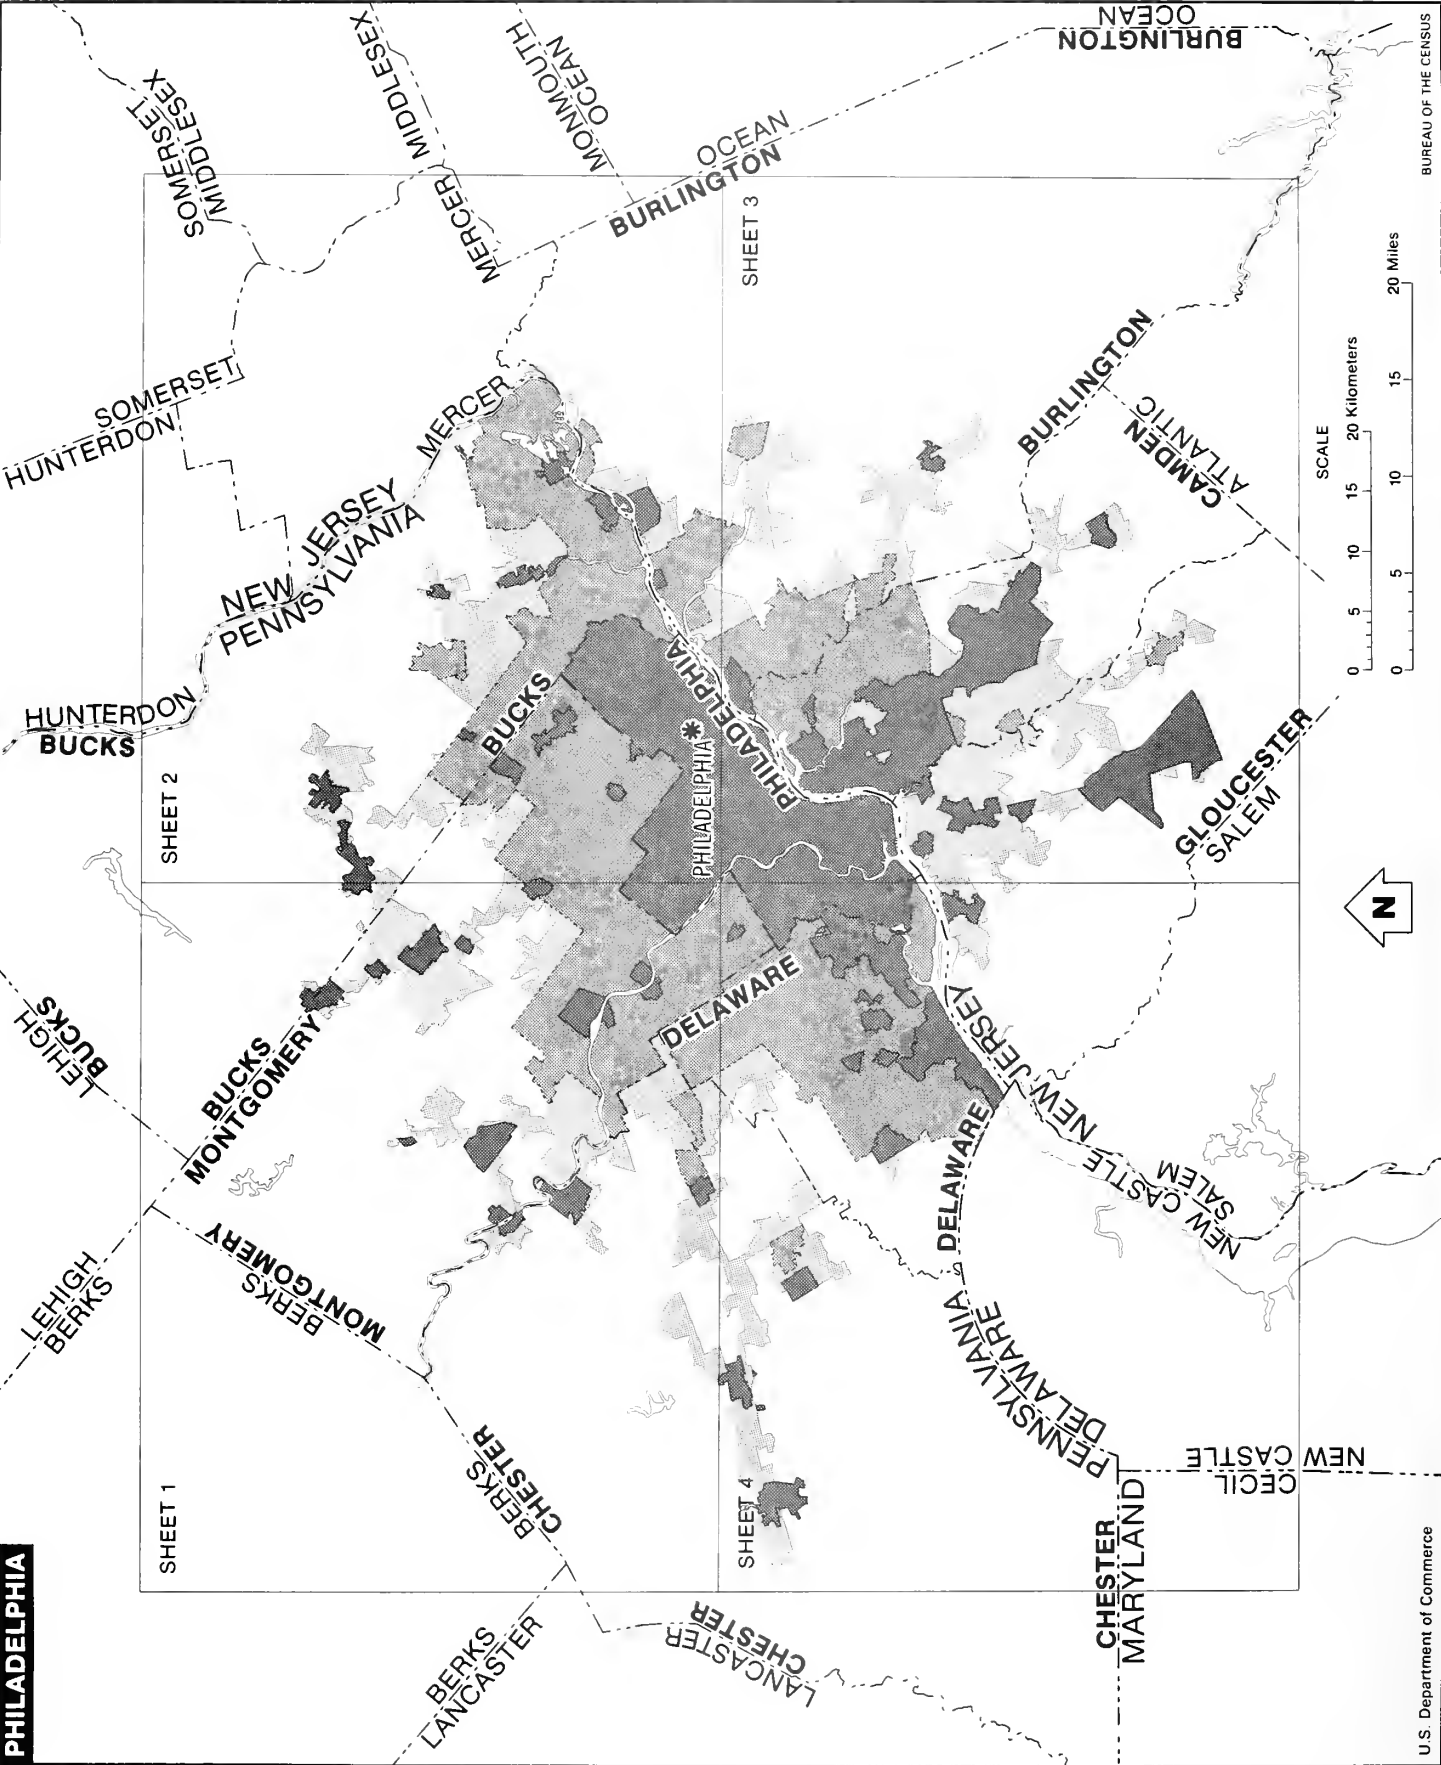 PHILADELPHIA
SHEET 1
SHEET 2
SHEET 3
SHEET 4
LEHIGH
BERKS
LEHIGH
BUCKS
BUCKS
MONTGOMERY
MONTGOMERY
BERKS
BERKS
CHESTER
BERKS
LANCASTER
LANCASTER
CHESTER
HUNTERDON
BUCKS
NEW JERSEY
PENNSYLVANIA
HUNTERDON
SOMERSET
MERCER
SOMERSET
MIDDLESEX
MERCER MIDDLESEX
MONMOUTH
OCEAN
OCEAN
BURLINGTON
BURLINGTON
OCEAN
BUCKS
PHILADELPHIA
PHILADELPHIA
DELAWARE
BURLINGTON
CAMDEN
ATLANTIC
GLOUCESTER
SALEM
NEW JERSEY
DELAWARE
NEW CASTLE
NEW CASTLE
SALEM
PENNSYLVANIA
DELAWARE
CHESTER
MARYLAND
CECIL
NEW CASTLE
N
SCALE
0 5 10 15 20 Kilometers
0 5 10 15 20 Miles
U.S. Department of Commerce
BUREAU OF THE CENSUS